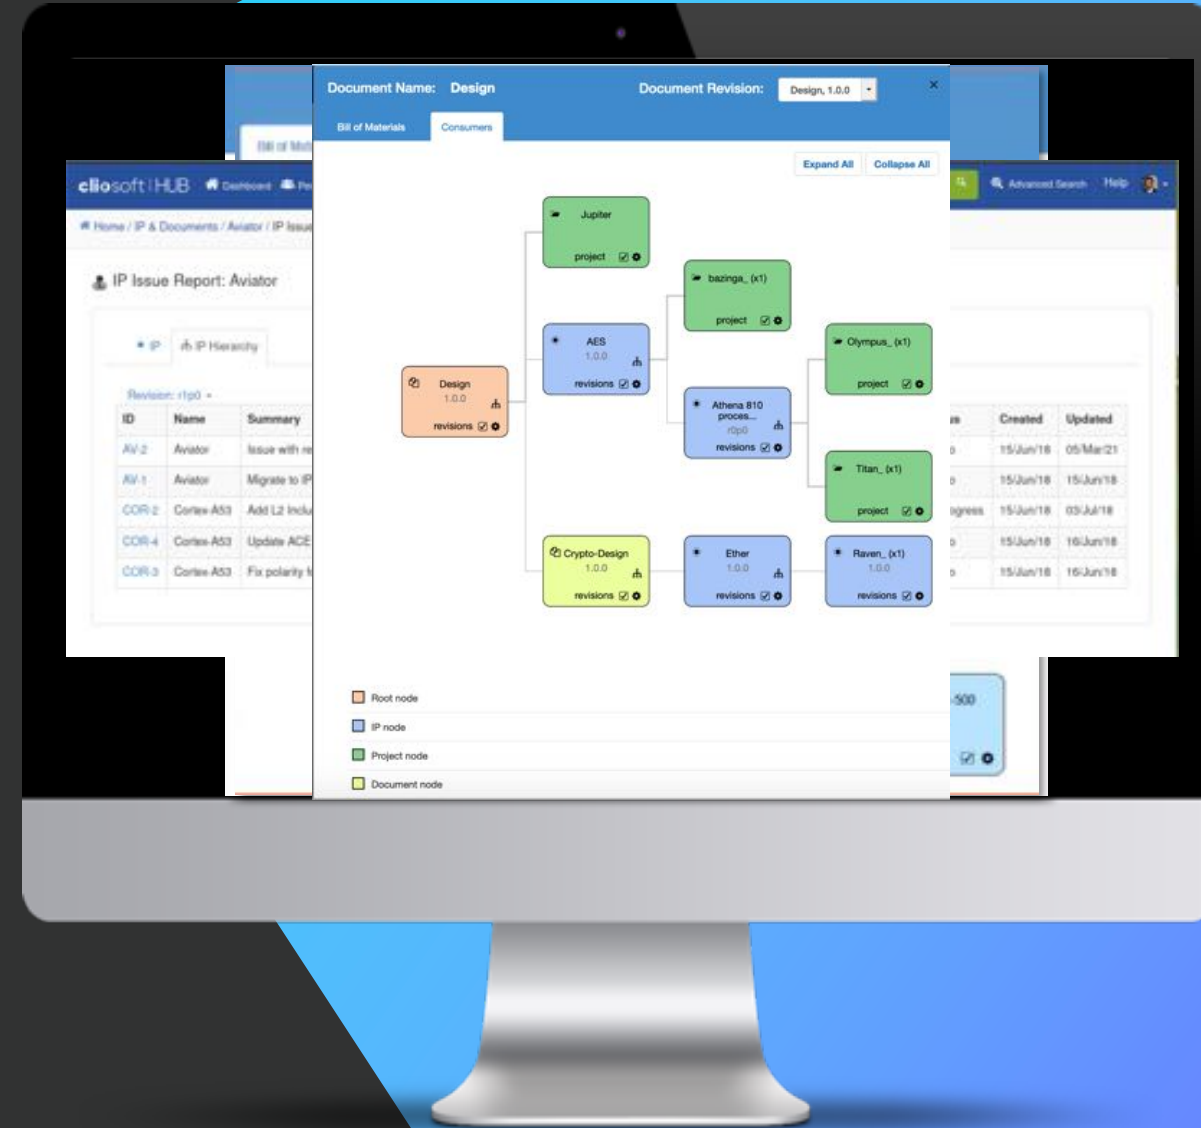 Document Name: Design
Document Revision: Design, 1.0.0
Bill of Materials
Consumers
Expand All
Collapse All
Jupiter
project
bazinga_ (x1)
project
AES
1.0.0
revisions
Olympus_ (x1)
project
Design
1.0.0
revisions
Athena 810
proces...
r0p0
revisions
Titan_ (x1)
project
Crypto-Design
1.0.0
revisions
Ether
1.0.0
revisions
Raven_ (x1)
1.0.0
revisions
Root node
IP node
Project node
Document node
Bill of
cliosoft HUB Dashboard
Advanced Search Help
Home / IP & Documents / Aviator / IP Issue
IP Issue Report: Aviator
IP
IP Hierarchy
Revision: r1p0
ID Name Summary Created Updated
AV-2 Aviator Issue with 15/Jun/18 05/Mar/21
AV-1 Aviator Migrate to IP 15/Jun/18 15/Jun/18
COR-2 Cortex-A53 Add L2 15/Jun/18 03/Jul/18
COR-4 Cortex-A53 Update ACE 15/Jun/18 16/Jun/18
COR-3 Cortex-A53 Fix polarity 15/Jun/18 16/Jun/18
-500